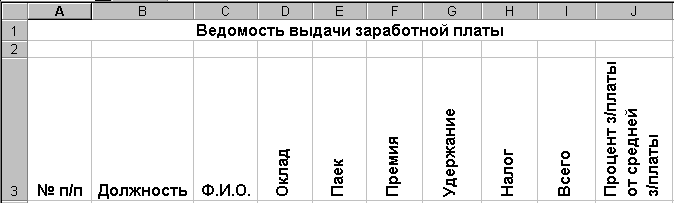 A B C D E F G H I J
1 Ведомость выдачи заработной платы
2
3 № п/п Должность Ф.И.О. Оклад Паек Премия Удержание Налог Всего Процент з/платы
от средней
з/платы